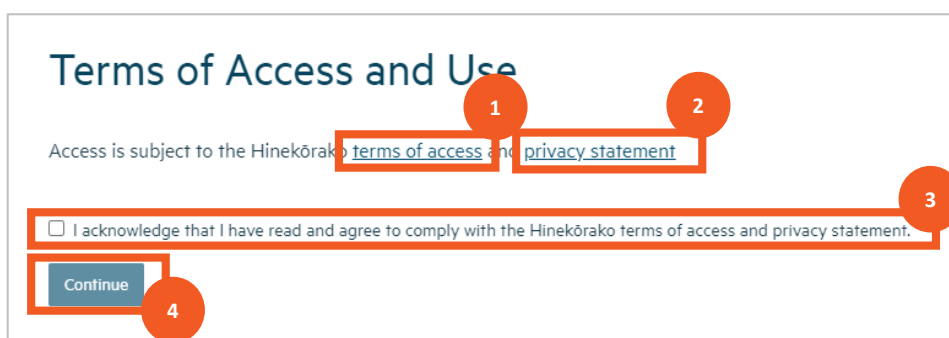 Terms of Access and Use
1
2
Access is subject to the Hinekōrako terms of access and privacy statement
3
I acknowledge that I have read and agree to comply with the Hinekōrako terms of access and privacy statement.
Continue
4